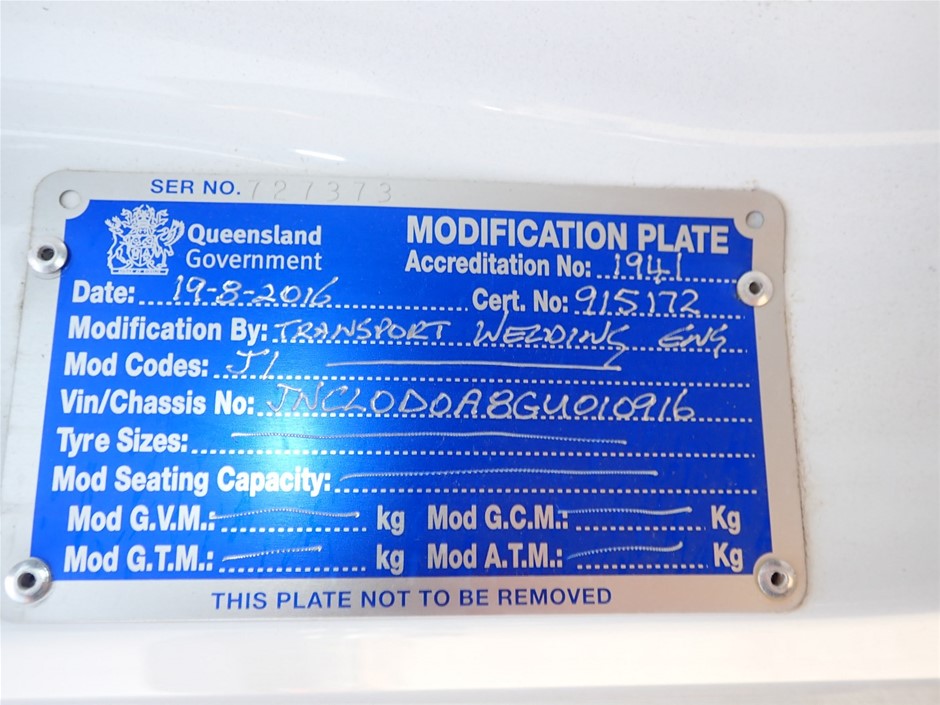 SER NO. 727373
Queensland
Government
MODIFICATION PLATE
Accreditation No: 1941
Date: 19-8-2016 Cert. No: 915172
Modification By: TRANSPORT WELDING ENG
Mod Codes: J1
Vin/Chassis No: JNCLODOA8GU010916
Tyre Sizes:
Mod Seating Capacity:
Mod G.V.M.: kg Mod G.C.M.: Kg
Mod G.T.M.: kg Mod A.T.M.: Kg
THIS PLATE NOT TO BE REMOVED